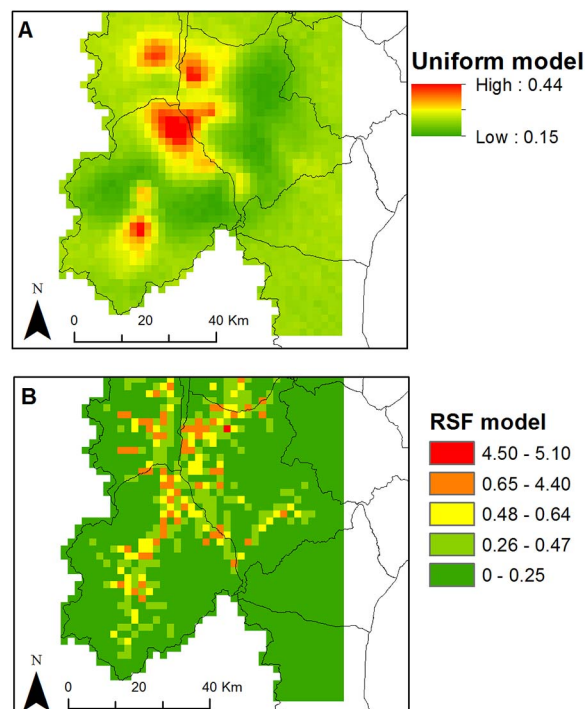 A
Uniform model
High : 0.44
Low : 0.15
N
0 20 40 Km
B
RSF model
4.50 - 5.10
0.65 - 4.40
0.48 - 0.64
0.26 - 0.47
0 - 0.25
N
0 20 40 Km